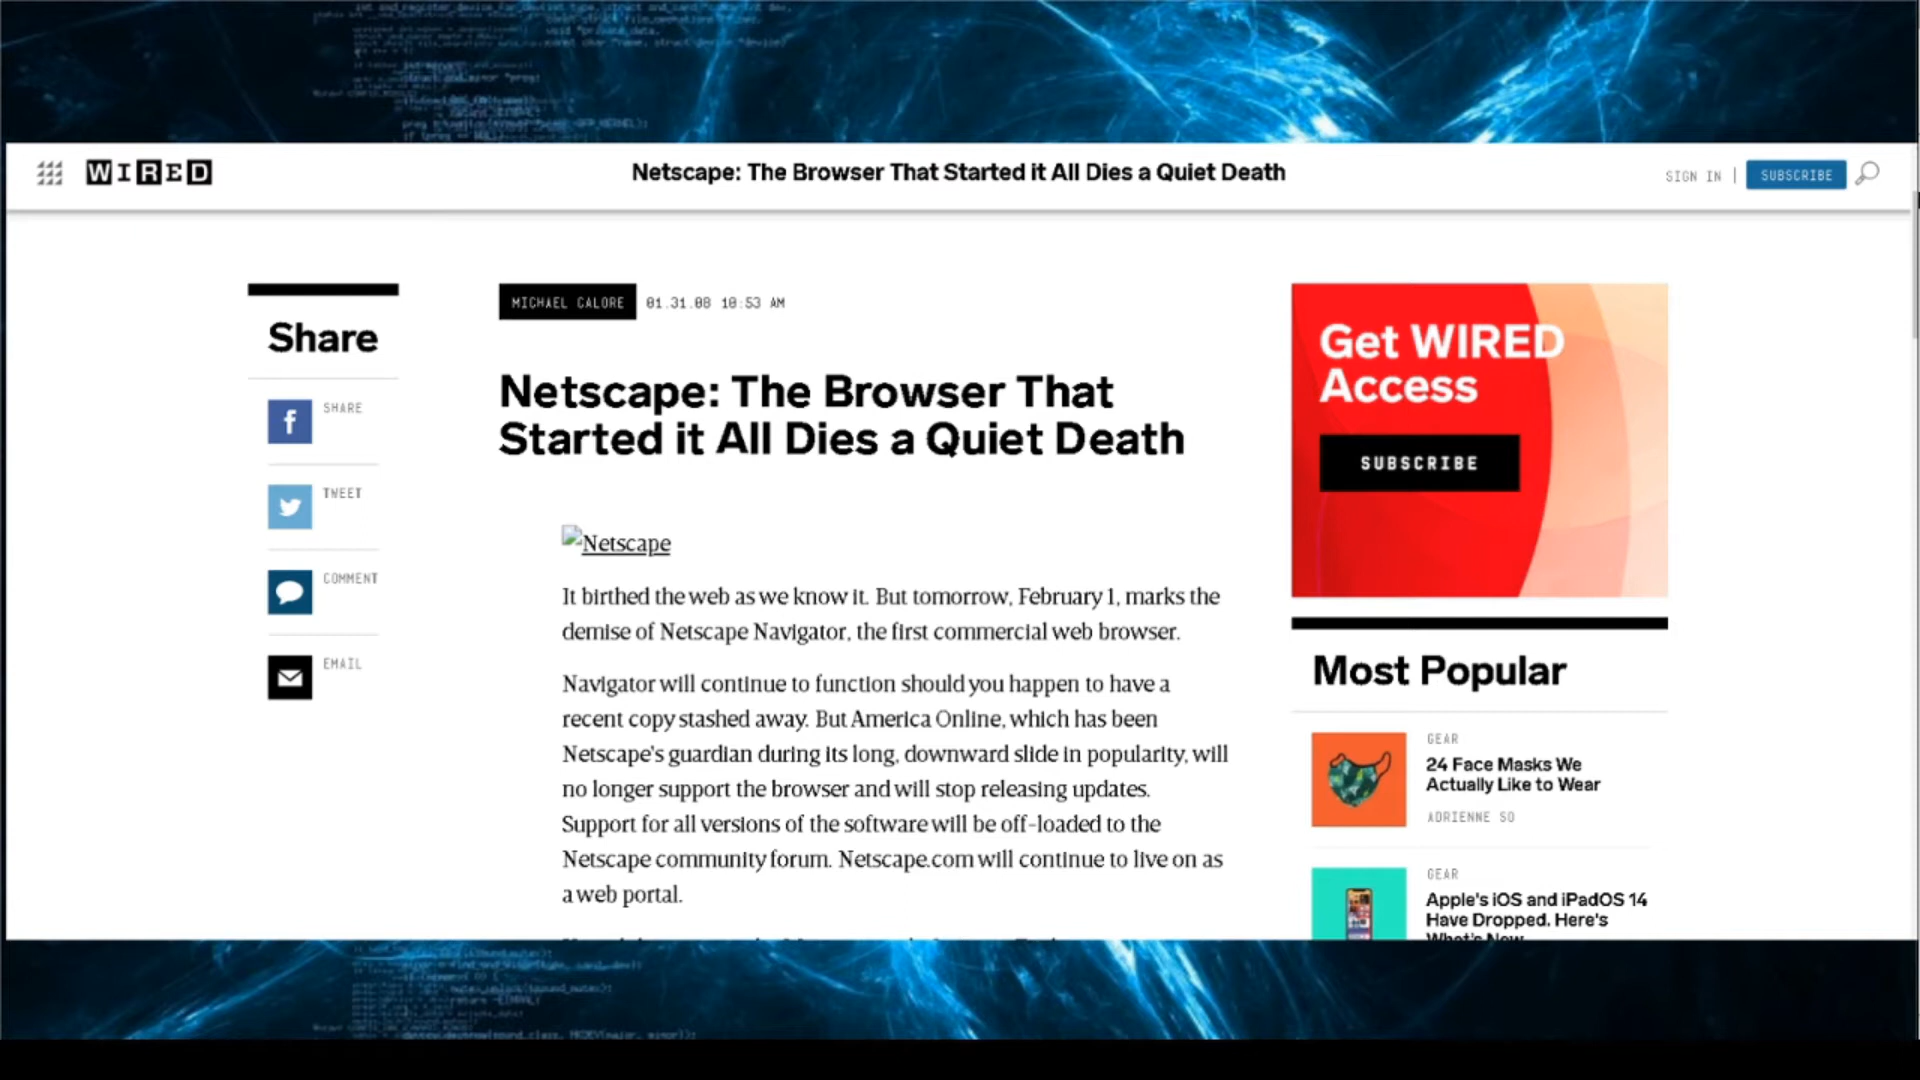 WIRED
Netscape: The Browser That Started it All Dies a Quiet Death
SIGN IN |
SUBSCRIBE
Share
SHARE
TWEET
COMMENT
EMAIL
MICHAEL CALORE
01.31.08 10:53 AM
Netscape: The Browser That
Started it All Dies a Quiet Death
Netscape
It birthed the web as we know it. But tomorrow, February 1, marks the
demise of Netscape Navigator, the first commercial web browser.
Navigator will continue to function should you happen to have a
recent copy stashed away. But America Online, which has been
Netscape's guardian during its long, downward slide in popularity, will
no longer support the browser and will stop releasing updates.
Support for all versions of the software will be off-loaded to the
Netscape community forum. Netscape.com will continue to live on as
a web portal.
Get WIRED
Access
SUBSCRIBE
Most Popular
GEAR
24 Face Masks We
Actually Like to Wear
ADRIENNE SO
GEAR
Apple's iOS and iPadOS 14
Have Dropped. Here's
What's New